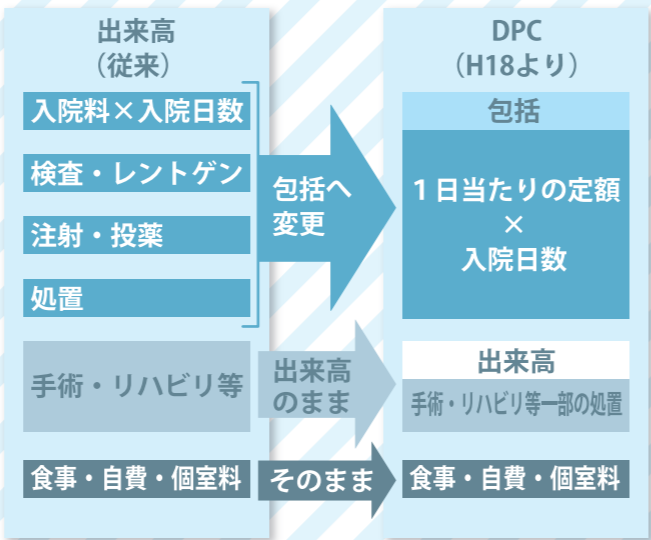 出来高
（従来）
入院料×入院日数
検査・レントゲン
注射・投薬
処置
手術・リハビリ等
食事・自費・個室料
包括へ
変更
出来高
のまま
そのまま
DPC
（H18より）
包括
１日当たりの定額
×
入院日数
出来高
手術・リハビリ等一部の処置
食事・自費・個室料